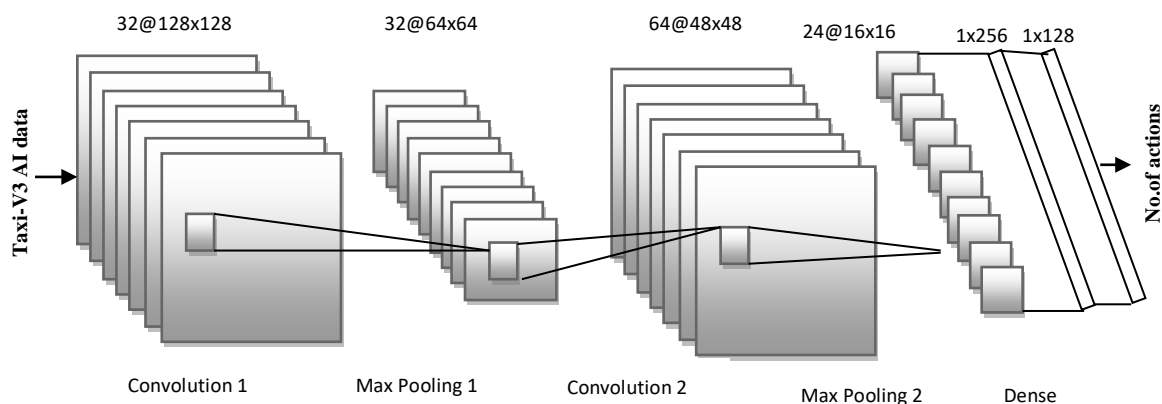 32@128x128
32@64x64
64@48x48
24@16x16
1x256
1x128
Taxi-V3 AI data
No.of actions
Convolution 1
Max Pooling 1
Convolution 2
Max Pooling 2
Dense